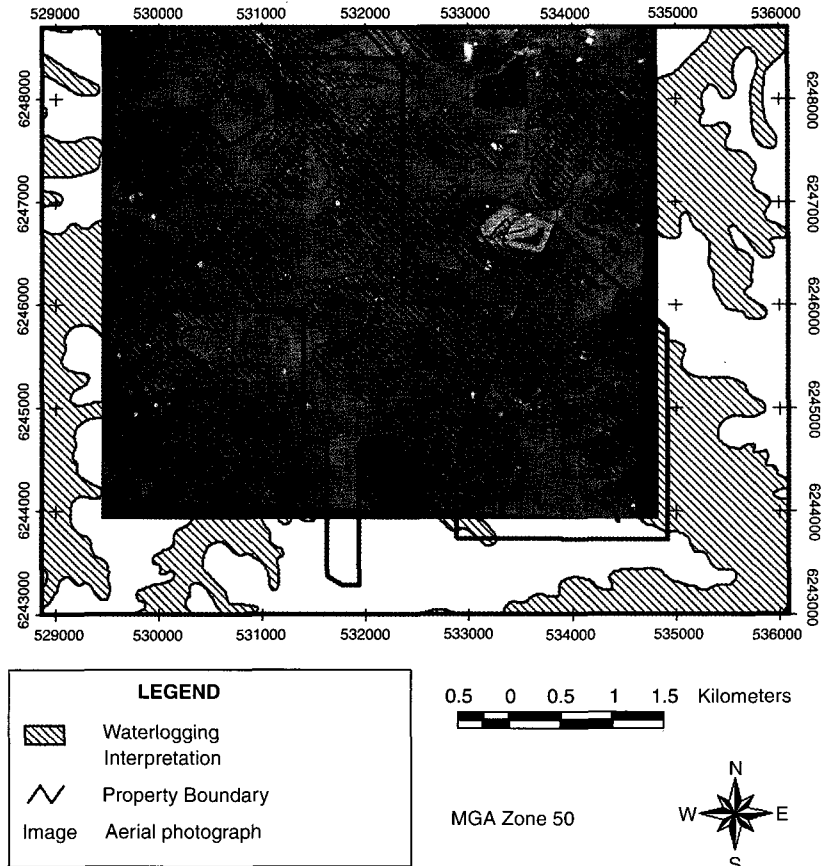 529000 530000 531000 532000 533000 534000 535000 536000
6248000 6248000
6247000 6247000
6246000 6246000
6245000 6245000
6244000 6244000
6243000 6243000
529000 530000 531000 532000 533000 534000 535000 536000
LEGEND
Waterlogging
Interpretation
Property Boundary
Image Aerial photograph
0.5 0 0.5 1 1.5 Kilometers
MGA Zone 50
N
W E
S